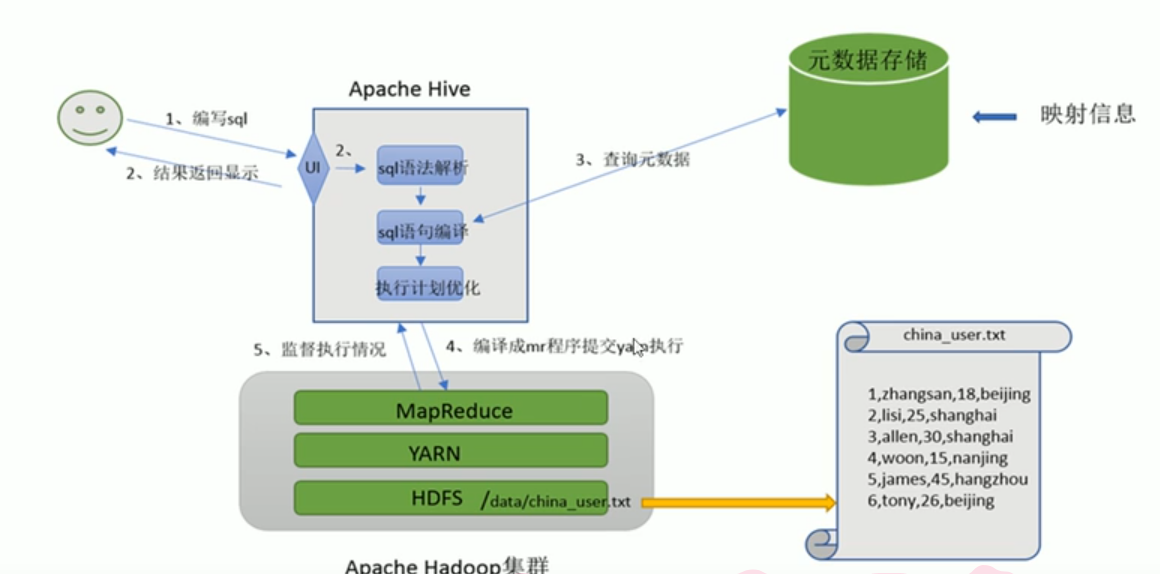 元数据存储
Apache Hive
映射信息
1、编写sql
2、
UI
sql语法解析
3、查询元数据
2、结果返回显示
sql语句编译
执行计划优化
china_user.txt
5、监督执行情况
4、编译成mr程序提交yarn执行
1,zhangsan,18,beijing
2,lisi,25,shanghai
3,allen,30,shanghai
4,woon,15,nanjing
5,james,45,hangzhou
6,tony,26,beijing
MapReduce
YARN
HDFS /data/china_user.txt
Apache Hadoop集群